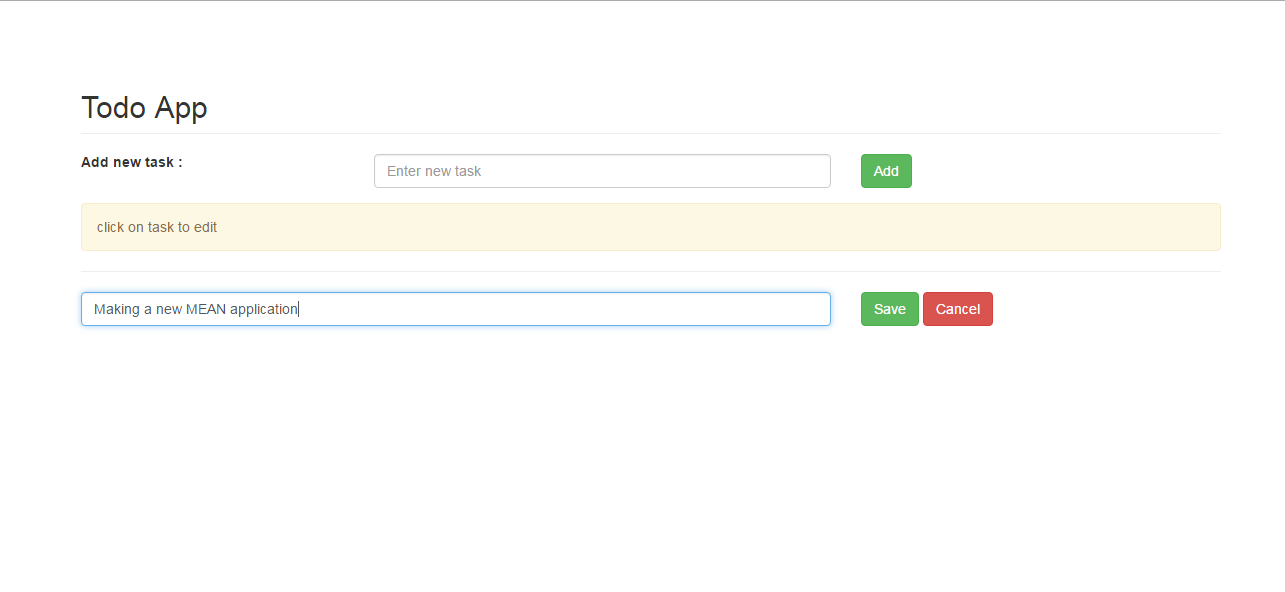 Todo App
Add new task :
Enter new task
Add
click on task to edit
Making a new MEAN application
Save
Cancel